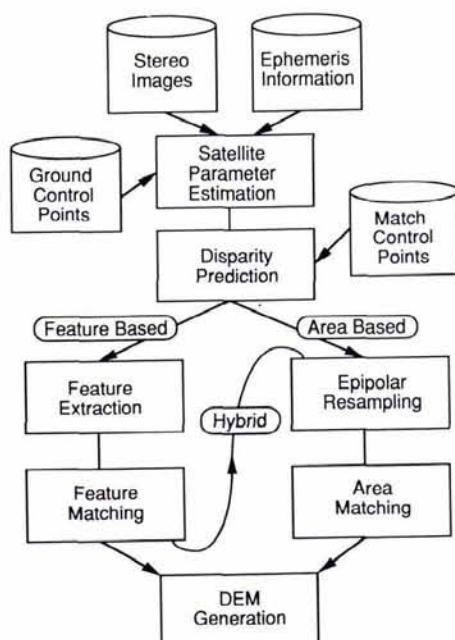 Stereo
Images
Ephemeris
Information
Satellite
Parameter
Estimation
Ground
Control
Points
Match
Control
Points
Disparity
Prediction
Feature Based
Area Based
Feature
Extraction
Hybrid
Epipolar
Resampling
Feature
Matching
Area
Matching
DEM
Generation